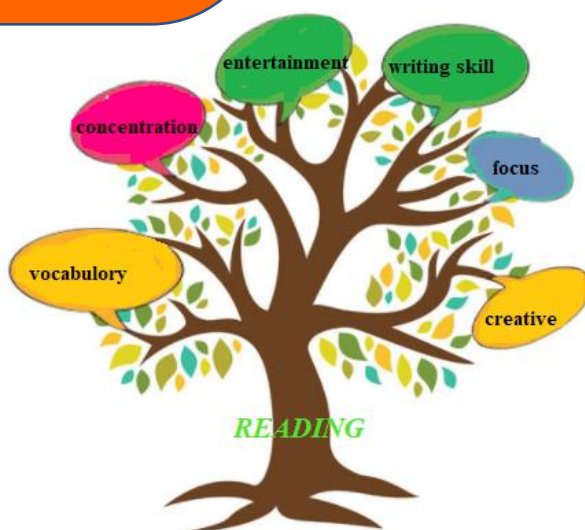 entertainment
writing skill
concentration
focus
vocabulory
creative
READING